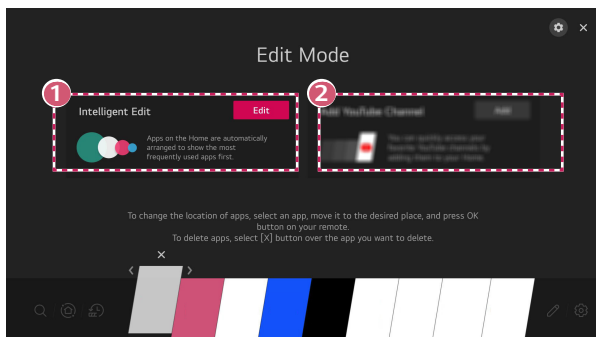 Edit Mode
1
2
Intelligent Edit
Edit
Add YouTube Channel
Add
Apps on the Home are automatically
arranged to show the most
frequently used apps first.
You can quickly access your
favorite YouTube channels by
adding them to your Home.
To change the location of apps, select an app, move it to the desired place, and press OK
button on your remote.
To delete apps, select [X] button over the app you want to delete.